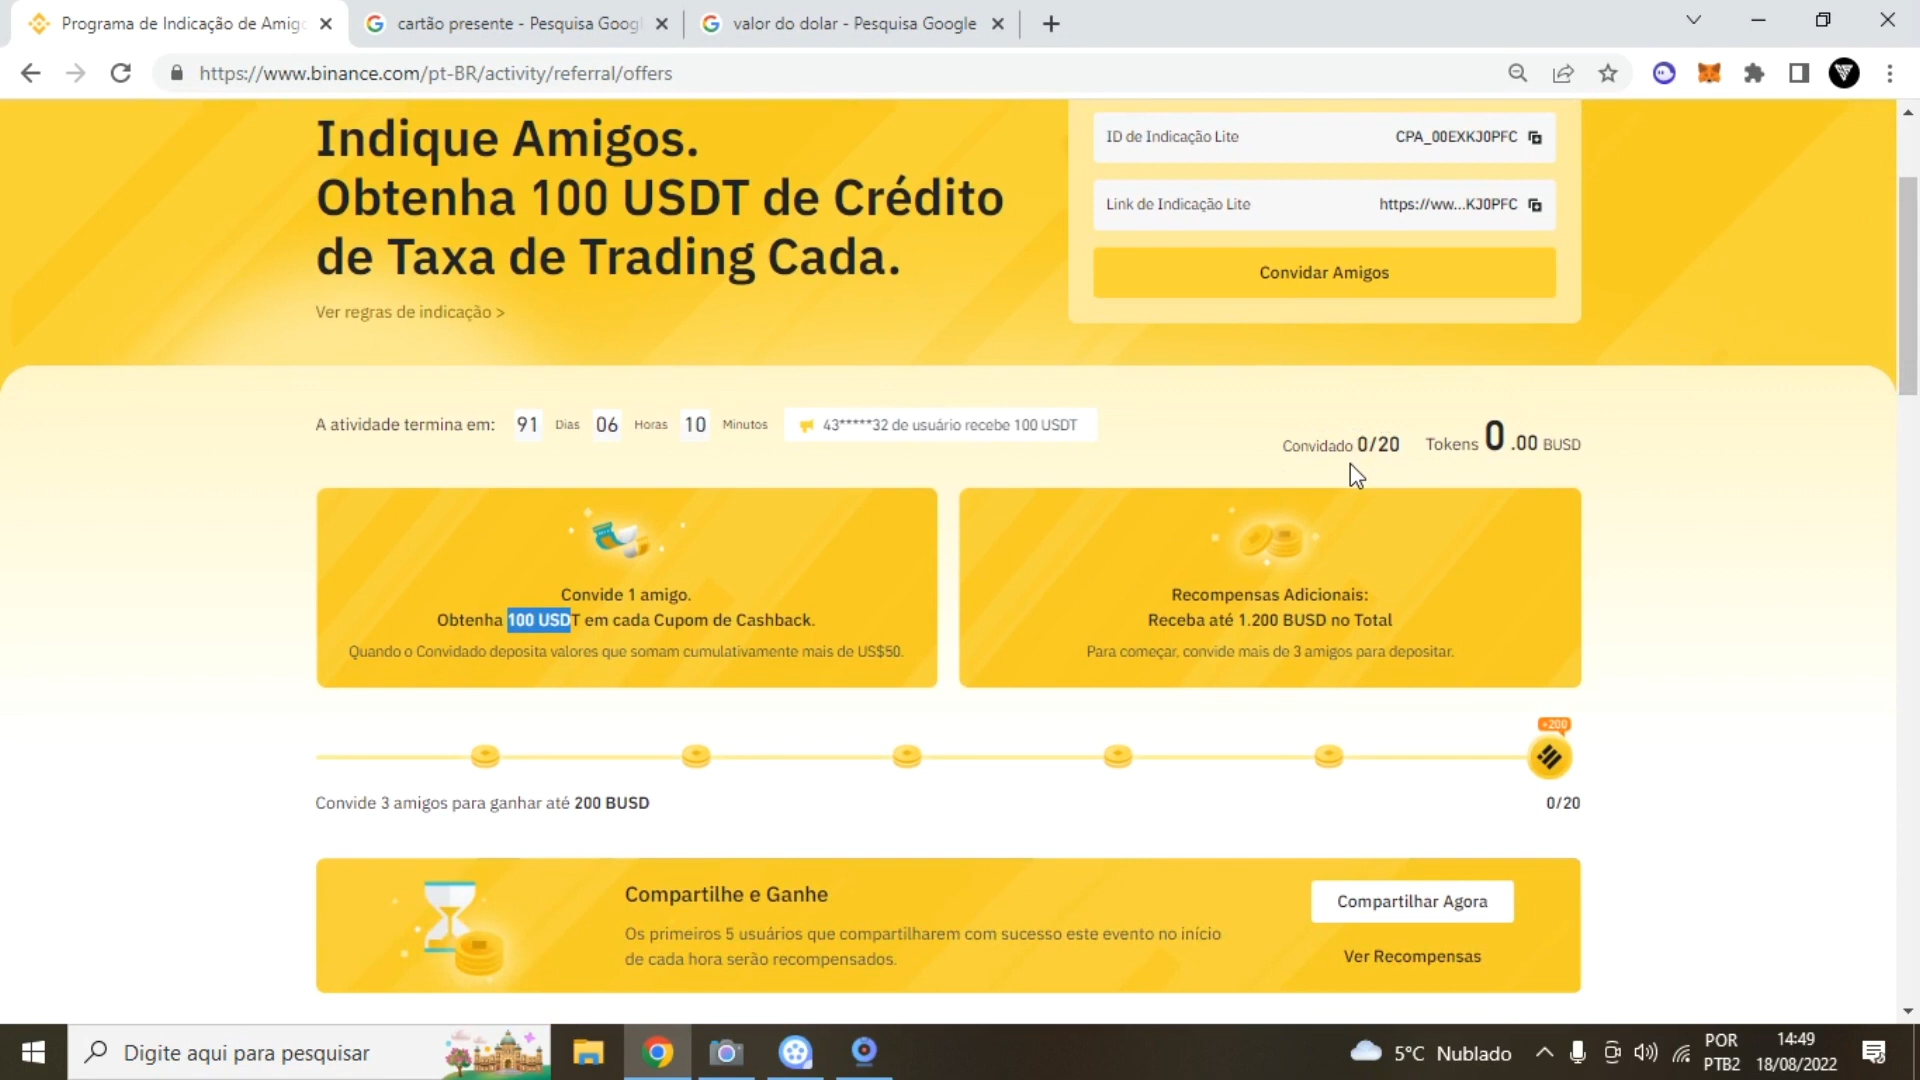 Programa de Indicação de Amig
cartão presente - Pesquisa Goog
valor do dolar - Pesquisa Google
https://www.binance.com/pt-BR/activity/referral/offers
Indique Amigos.
Obtenha 100 USDT de Crédito
de Taxa de Trading Cada.
Ver regras de indicação >
ID de Indicação Lite
CPA_00EXKJ0PFC
Link de Indicação Lite
https://ww...KJ0PFC
Convidar Amigos
A atividade termina em: 91 Dias 06 Horas 10 Minutos
43*****32 de usuário recebe 100 USDT
Convidado 0/20
Tokens 0.00 BUSD
Convide 1 amigo.
Obtenha 100 USDT em cada Cupom de Cashback.
Quando o Convidado deposita valores que somam cumulativamente mais de US$50.
Recompensas Adicionais:
Receba até 1.200 BUSD no Total
Para começar, convide mais de 3 amigos para depositar.
+200
Convide 3 amigos para ganhar até 200 BUSD
0/20
Compartilhe e Ganhe
Os primeiros 5 usuários que compartilharem com sucesso este evento no início
de cada hora serão recompensados.
Compartilhar Agora
Ver Recompensas
Digite aqui para pesquisar
5°C Nublado
POR
PTB2
14:49
18/08/2022